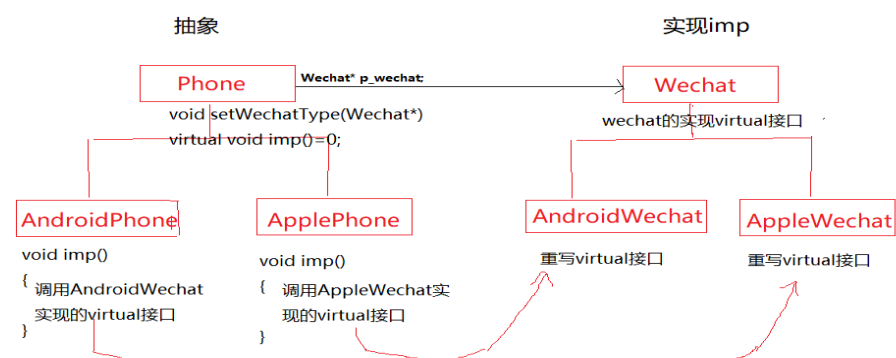 抽象
实现imp
Phone
Wechat* p_wechat;
Wechat
void setWechatType(Wechat*)
virtual void imp()=0;
wechat的实现virtual接口
AndroidPhone
ApplePhone
AndroidWechat
AppleWechat
void imp()
{ 调用AndroidWechat
实现的virtual接口
}
void imp()
{ 调用AppleWechat实
现的virtual接口
}
重写virtual接口
重写virtual接口